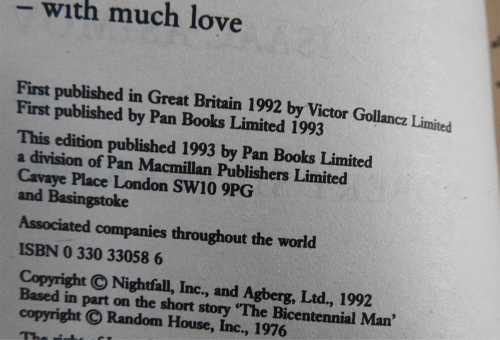 – with much love
First published in Great Britain 1992 by Victor Gollancz Limited
First published by Pan Books Limited 1993
This edition published 1993 by Pan Books Limited
a division of Pan Macmillan Publishers Limited
Cavaye Place London SW10 9PG
and Basingstoke
Associated companies throughout the world
ISBN 0 330 33058 6
Copyright © Nightfall, Inc., and Agberg, Ltd., 1992
Based in part on the short story ‘The Bicentennial Man’
copyright © Random House, Inc., 1976
The right of